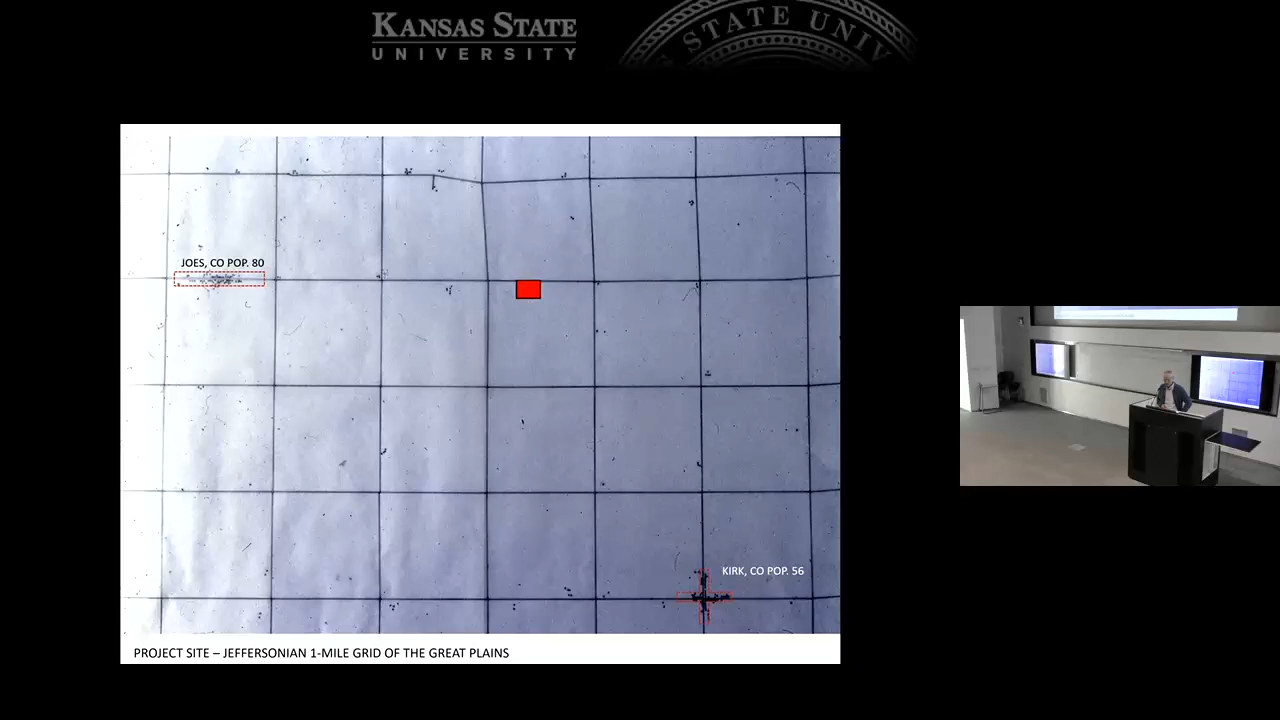 KANSAS STATE
UNIVERSITY
STATE UNIV
JOES, CO POP. 80
KIRK, CO POP. 56
PROJECT SITE – JEFFERSONIAN 1-MILE GRID OF THE GREAT PLAINS